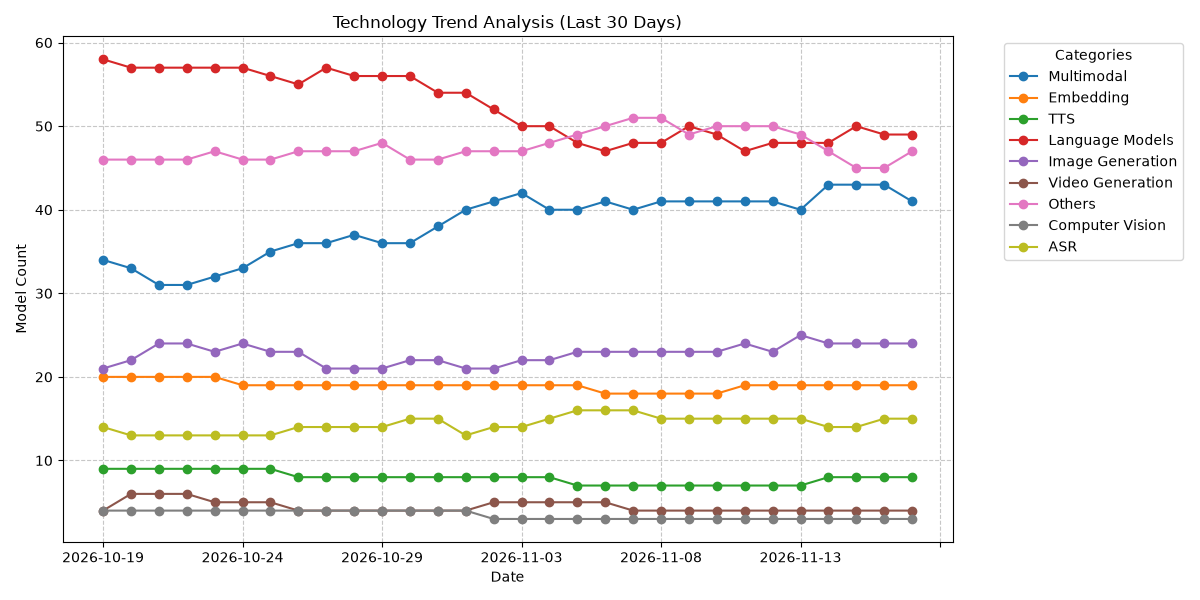 Technology Trend Analysis (Last 30 Days)
60
50
40
30
20
10
Model Count
2026-10-19
2026-10-24
2026-10-29
2026-11-03
2026-11-08
2026-11-13
Date
Categories
Multimodal
Embedding
TTS
Language Models
Image Generation
Video Generation
Others
Computer Vision
ASR